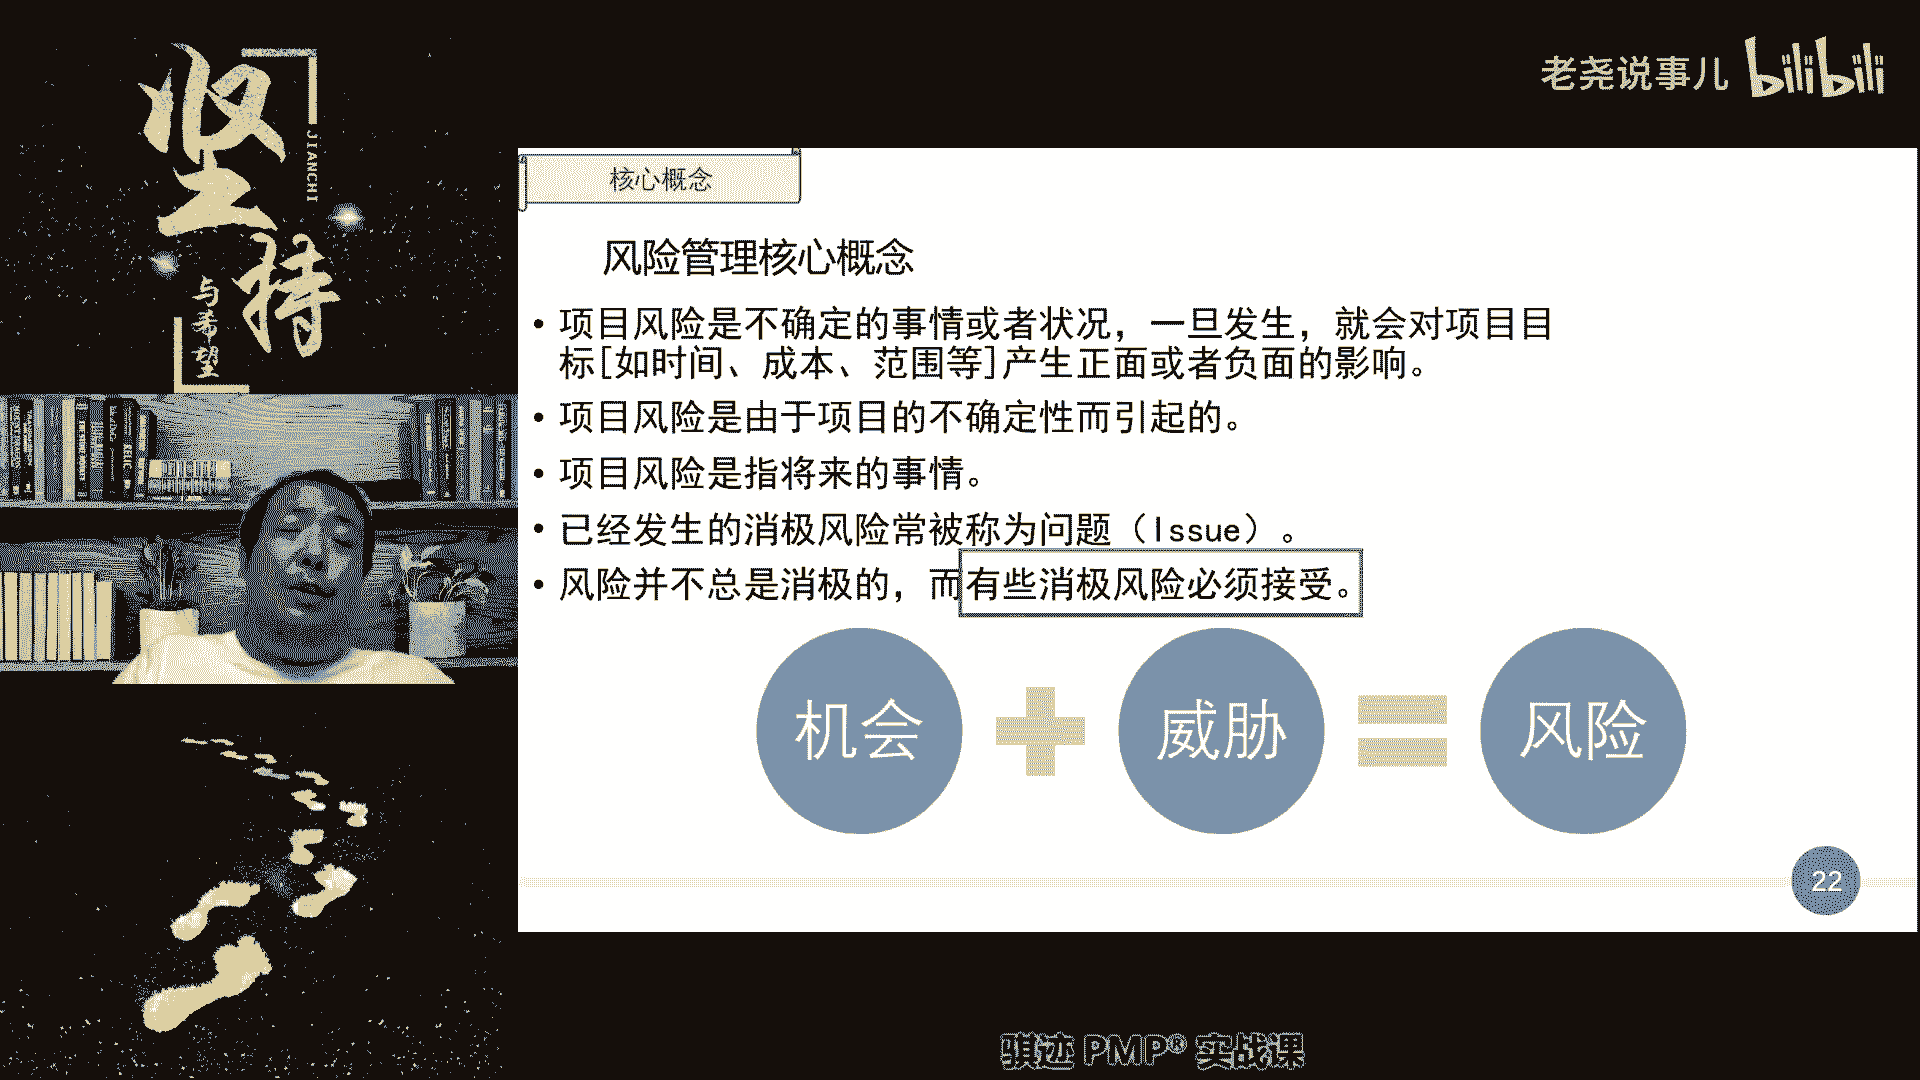 坚持
JIANCHI
与希望
老尧说事儿 bilibili
核心概念
风险管理核心概念
• 项目风险是不确定的事情或者状况，一旦发生，就会对项目目
标[如时间、成本、范围等]产生正面或者负面的影响。
• 项目风险是由于项目的不确定性而引起的。
• 项目风险是指将来的事情。
• 已经发生的消极风险常被称为问题（Issue）。
• 风险并不总是消极的，而有些消极风险必须接受。
机会 + 威胁 = 风险
22
骐迹 PMP® 实战课